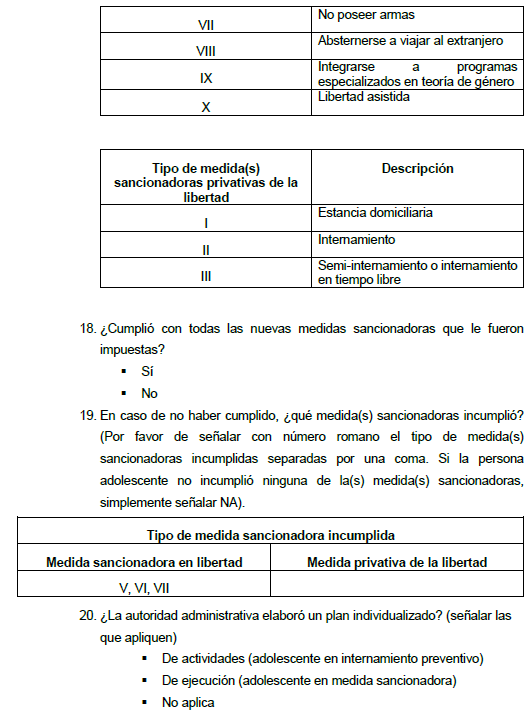 VII No poseer armas
VIII Absternerse a viajar al extranjero
IX Integrarse a programas
especializados en teoría de género
X Libertad asistida
Tipo de medida(s) Descripción
sancionadoras privativas de la
libertad
I Estancia domiciliaria
II Internamiento
III Semi-internamiento o internamiento
en tiempo libre
18. ¿Cumplió con todas las nuevas medidas sancionadoras que le fueron
impuestas?
▪ Sí
▪ No
19. En caso de no haber cumplido, ¿qué medida(s) sancionadoras incumplió?
(Por favor de señalar con número romano el tipo de medida(s)
sancionadoras incumplidas separadas por una coma. Si la persona
adolescente no incumplió ninguna de la(s) medida(s) sancionadoras,
simplemente señalar NA).
Tipo de medida sancionadora incumplida
Medida sancionadora en libertad Medida privativa de la libertad
V, VI, VII
20. ¿La autoridad administrativa elaboró un plan individualizado? (señalar las
que apliquen)
▪ De actividades (adolescente en internamiento preventivo)
▪ De ejecución (adolescente en medida sancionadora)
▪ No aplica